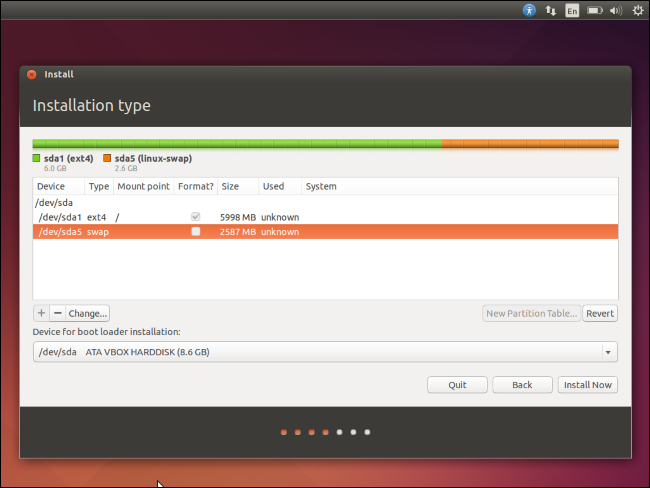 En
Install
Installation type
sda1 (ext4) sda5 (linux-swap)
6.0 GB 2.6 GB
Device Type Mount point Format? Size Used System
/dev/sda
/dev/sda1 ext4 / 5998 MB unknown
/dev/sda5 swap 2587 MB unknown
+ − Change... New Partition Table... Revert
Device for boot loader installation:
/dev/sda ATA VBOX HARDDISK (8.6 GB)
Quit Back Install Now